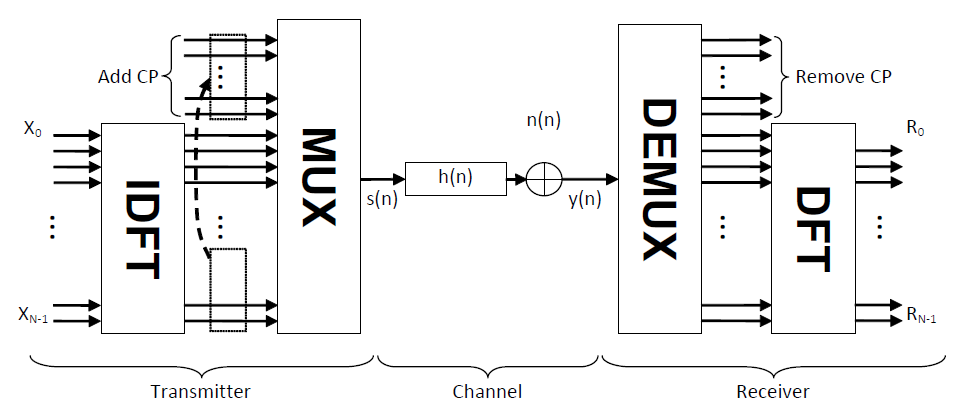 Add CP
X0
XN-1
IDFT
MUX
s(n)
h(n)
n(n)
y(n)
DEMUX
DFT
Remove CP
R0
RN-1
Transmitter
Channel
Receiver